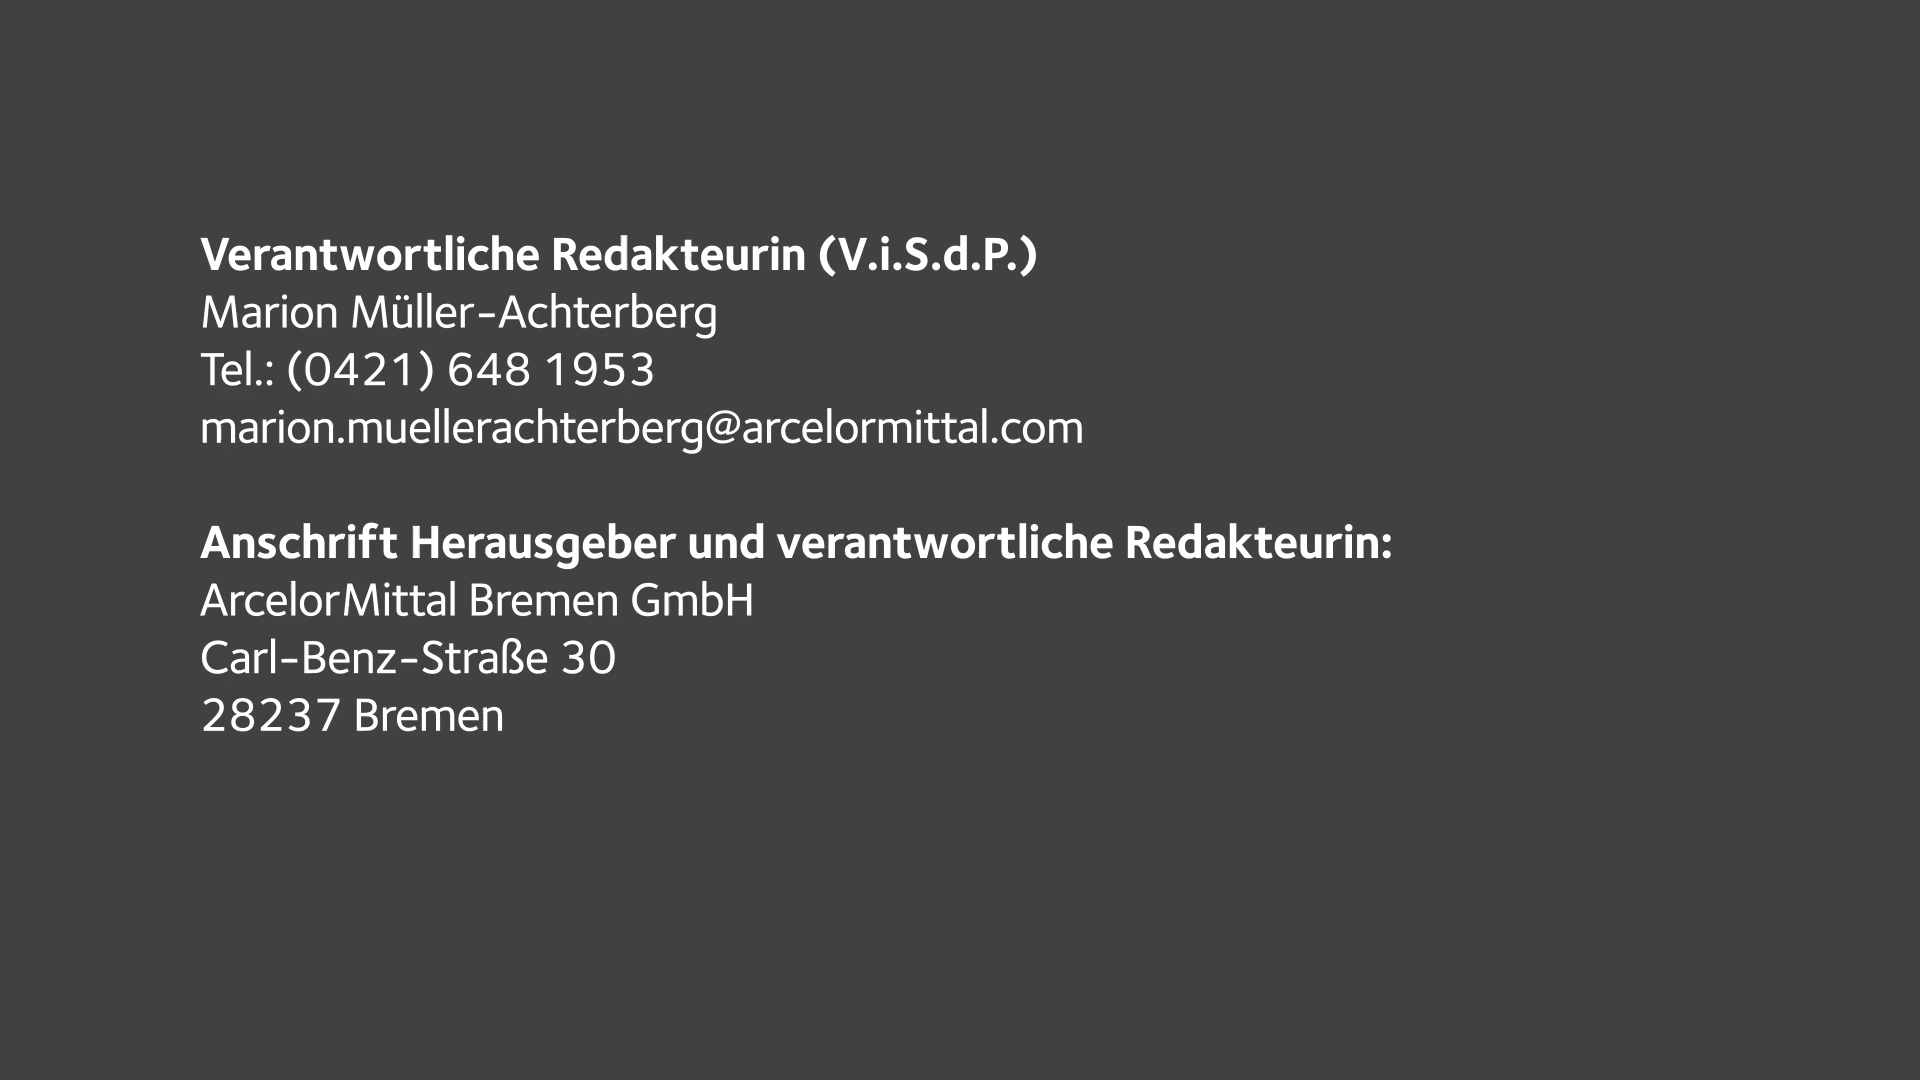 Verantwortliche Redakteurin (V.i.S.d.P.)
Marion Müller-Achterberg
Tel.: (0421) 648 1953
marion.muellerachterberg@arcelormittal.com
Anschrift Herausgeber und verantwortliche Redakteurin:
ArcelorMittal Bremen GmbH
Carl-Benz-Straße 30
28237 Bremen